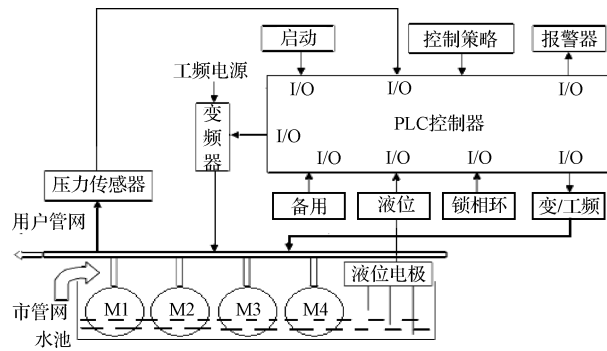 启动
控制策略
报警器
工频电源
I/O
I/O
I/O
变频器
I/O
PLC控制器
I/O
I/O
I/O
I/O
压力传感器
备用
液位
锁相环
变/工频
用户管网
液位电极
市管网
M1
M2
M3
M4
水池